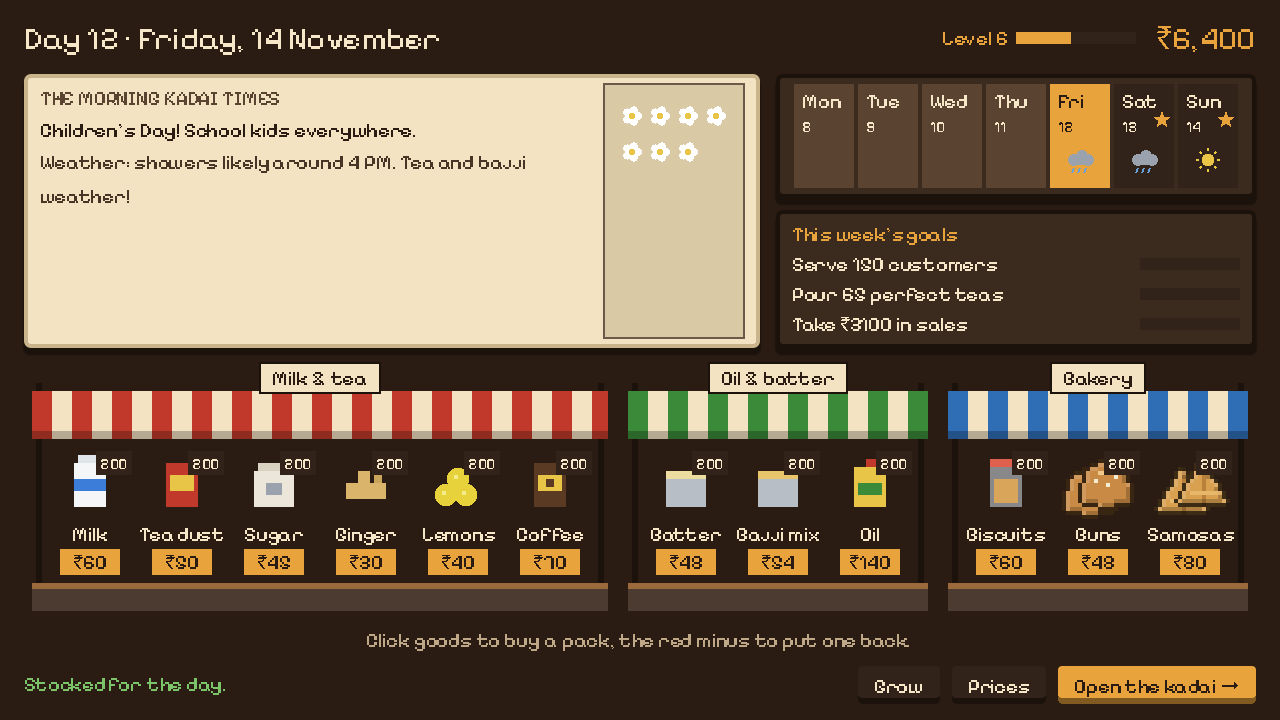 Day 12 · Friday, 14 November
Level 6
₹6,400
THE MORNING KADAI TIMES
Children's Day! School kids everywhere.
Weather: showers likely around 4 PM. Tea and bajji
weather!
Mon Tue Wed Thu Fri Sat Sun
8 9 10 11 12 13 14
This week's goals
Serve 150 customers
Pour 65 perfect teas
Take ₹3100 in sales
Milk & tea
Oil & batter
Bakery
200 200 200 200 200 200 200 200 200 200 200 200
Milk Tea dust Sugar Ginger Lemons Coffee Batter Bajji mix Oil Biscuits Buns Samosas
₹60 ₹50 ₹45 ₹30 ₹40 ₹70 ₹48 ₹54 ₹140 ₹60 ₹48 ₹80
Click goods to buy a pack, the red minus to put one back.
Stocked for the day.
Grow
Prices
Open the kadai →